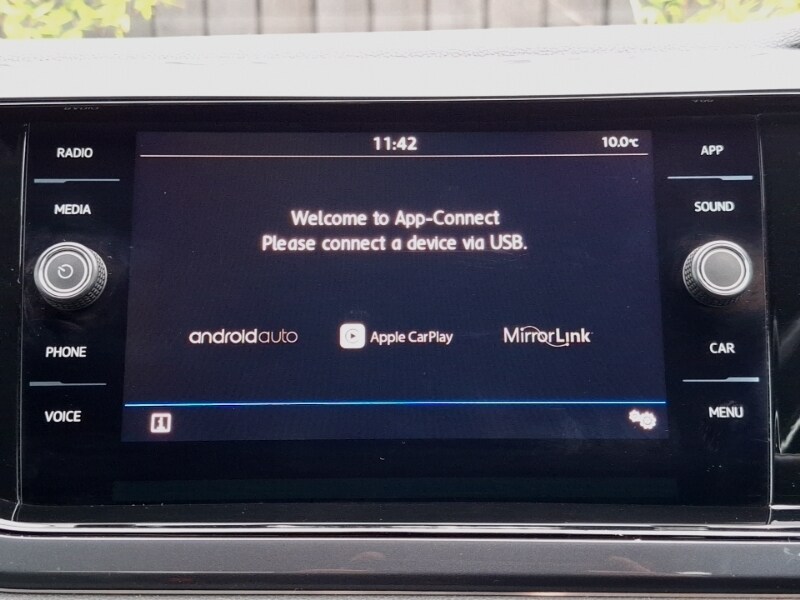 11:42
10.0°C
RADIO
MEDIA
PHONE
VOICE
Welcome to App-Connect
Please connect a device via USB.
androidauto
Apple CarPlay
MirrorLink
APP
SOUND
CAR
MENU